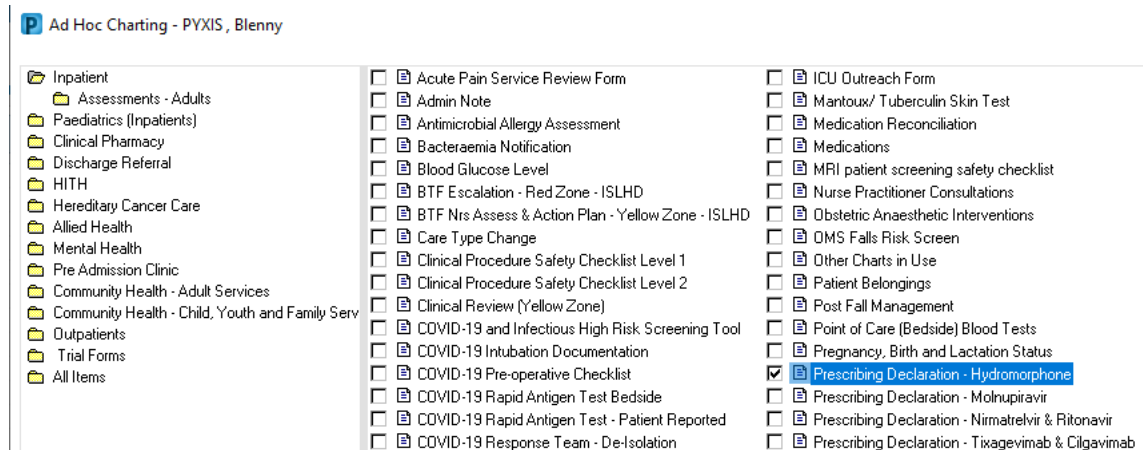 P Ad Hoc Charting - PYXIS , Blenny
Inpatient
Assessments - Adults
Paediatrics (Inpatients)
Clinical Pharmacy
Discharge Referral
HITH
Hereditary Cancer Care
Allied Health
Mental Health
Pre Admission Clinic
Community Health - Adult Services
Community Health - Child, Youth and Family Serv
Outpatients
Trial Forms
All Items
Acute Pain Service Review Form
Admin Note
Antimicrobial Allergy Assessment
Bacteraemia Notification
Blood Glucose Level
BTF Escalation - Red Zone - ISLHD
BTF Nrs Assess & Action Plan - Yellow Zone - ISLHD
Care Type Change
Clinical Procedure Safety Checklist Level 1
Clinical Procedure Safety Checklist Level 2
Clinical Review (Yellow Zone)
COVID-19 and Infectious High Risk Screening Tool
COVID-19 Intubation Documentation
COVID-19 Pre-operative Checklist
COVID-19 Rapid Antigen Test Bedside
COVID-19 Rapid Antigen Test - Patient Reported
COVID-19 Response Team - De-Isolation
ICU Outreach Form
Mantoux/ Tuberculin Skin Test
Medication Reconciliation
Medications
MRI patient screening safety checklist
Nurse Practitioner Consultations
Obstetric Anaesthetic Interventions
OMS Falls Risk Screen
Other Charts in Use
Patient Belongings
Post Fall Management
Point of Care (Bedside) Blood Tests
Pregnancy, Birth and Lactation Status
Prescribing Declaration - Hydromorphone
Prescribing Declaration - Molnupiravir
Prescribing Declaration - Nirmatrelvir & Ritonavir
Prescribing Declaration - Tixagevimab & Cilgavimab